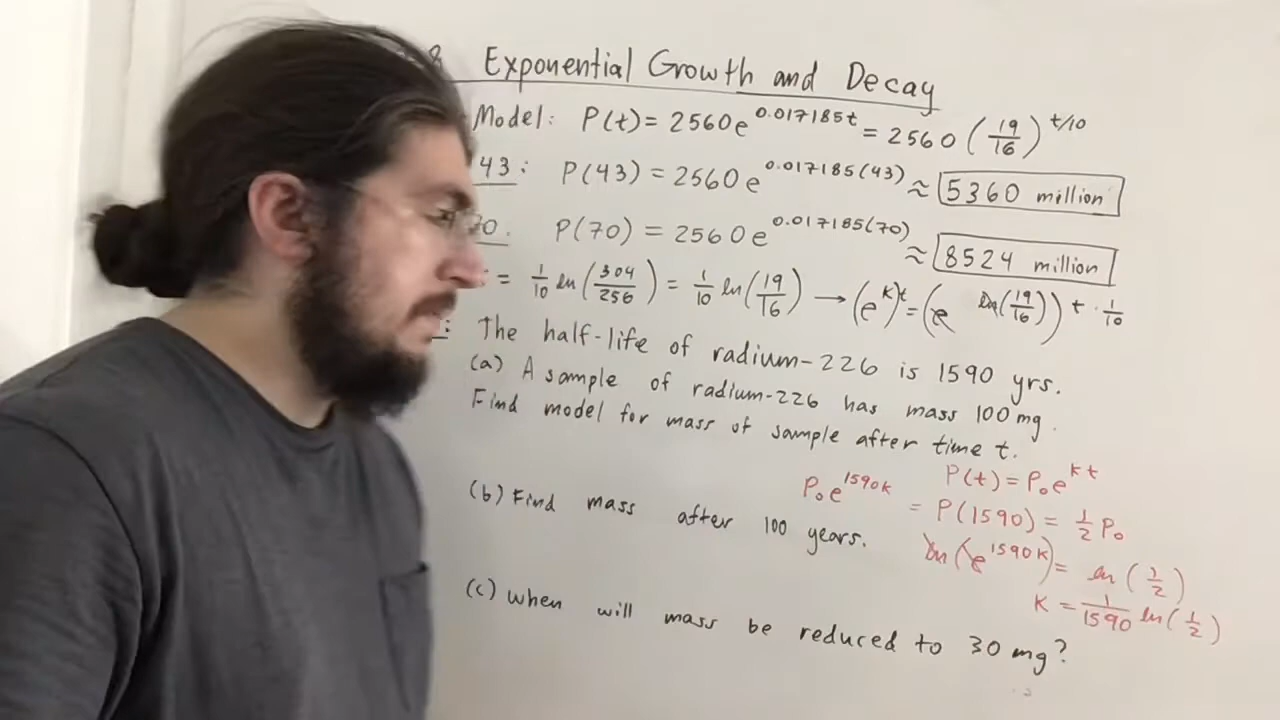 8 Exponential Growth and Decay
Model: P(t) = 2560e^0.017185t = 2560 (19/16)^t/10
43: P(43) = 2560e^0.017185(43) ≈ 5360 million
70. P(70) = 2560e^0.017185(70) ≈ 8524 million
= 1/10 ln(304/256) = 1/10 ln(19/16) → (e^k)^t = (e^ln(19/16))^t · 1/10
: The half-life of radium-226 is 1590 yrs.
(a) A sample of radium-226 has mass 100 mg.
Find model for mass of sample after time t.
P(t) = P₀e^kt
P₀e^1590k = P(1590) = 1/2 P₀
(b) Find mass after 100 years.
ln(e^1590k) = ln(1/2)
K = 1/1590 ln(1/2)
(c) When will mass be reduced to 30 mg?